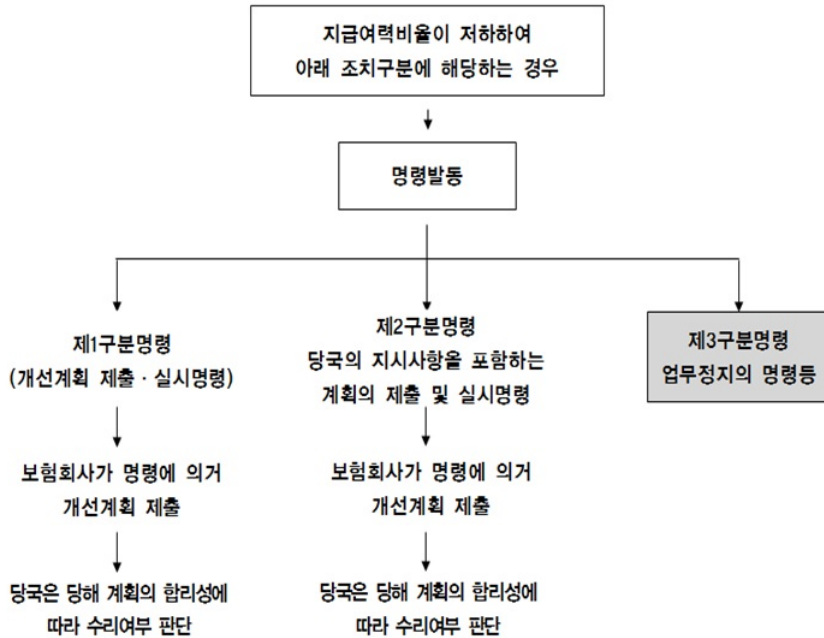 지급여력비율이 저하하여
아래 조치구분에 해당하는 경우
명령발동
제1구분명령
(개선계획 제출·실시명령)
보험회사가 명령에 의거
개선계획 제출
당국은 당해 계획의 합리성에
따라 수리여부 판단
제2구분명령
당국의 지시사항을 포함하는
계획의 제출 및 실시명령
보험회사가 명령에 의거
개선계획 제출
당국은 당해 계획의 합리성에
따라 수리여부 판단
제3구분명령
업무정지의 명령등